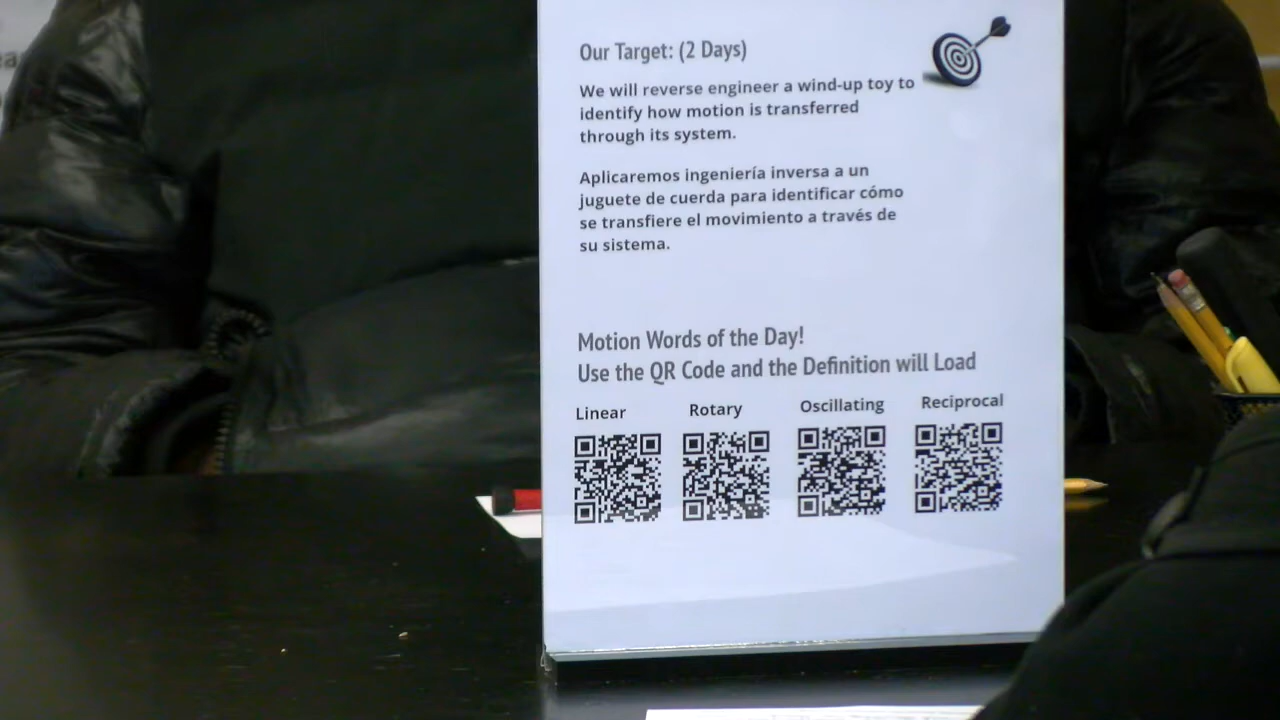 Our Target: (2 Days)
We will reverse engineer a wind-up toy to
identify how motion is transferred
through its system.
Aplicaremos ingeniería inversa a un
juguete de cuerda para identificar cómo
se transfiere el movimiento a través de
su sistema.
Motion Words of the Day!
Use the QR Code and the Definition will Load
Linear Rotary Oscillating Reciprocal